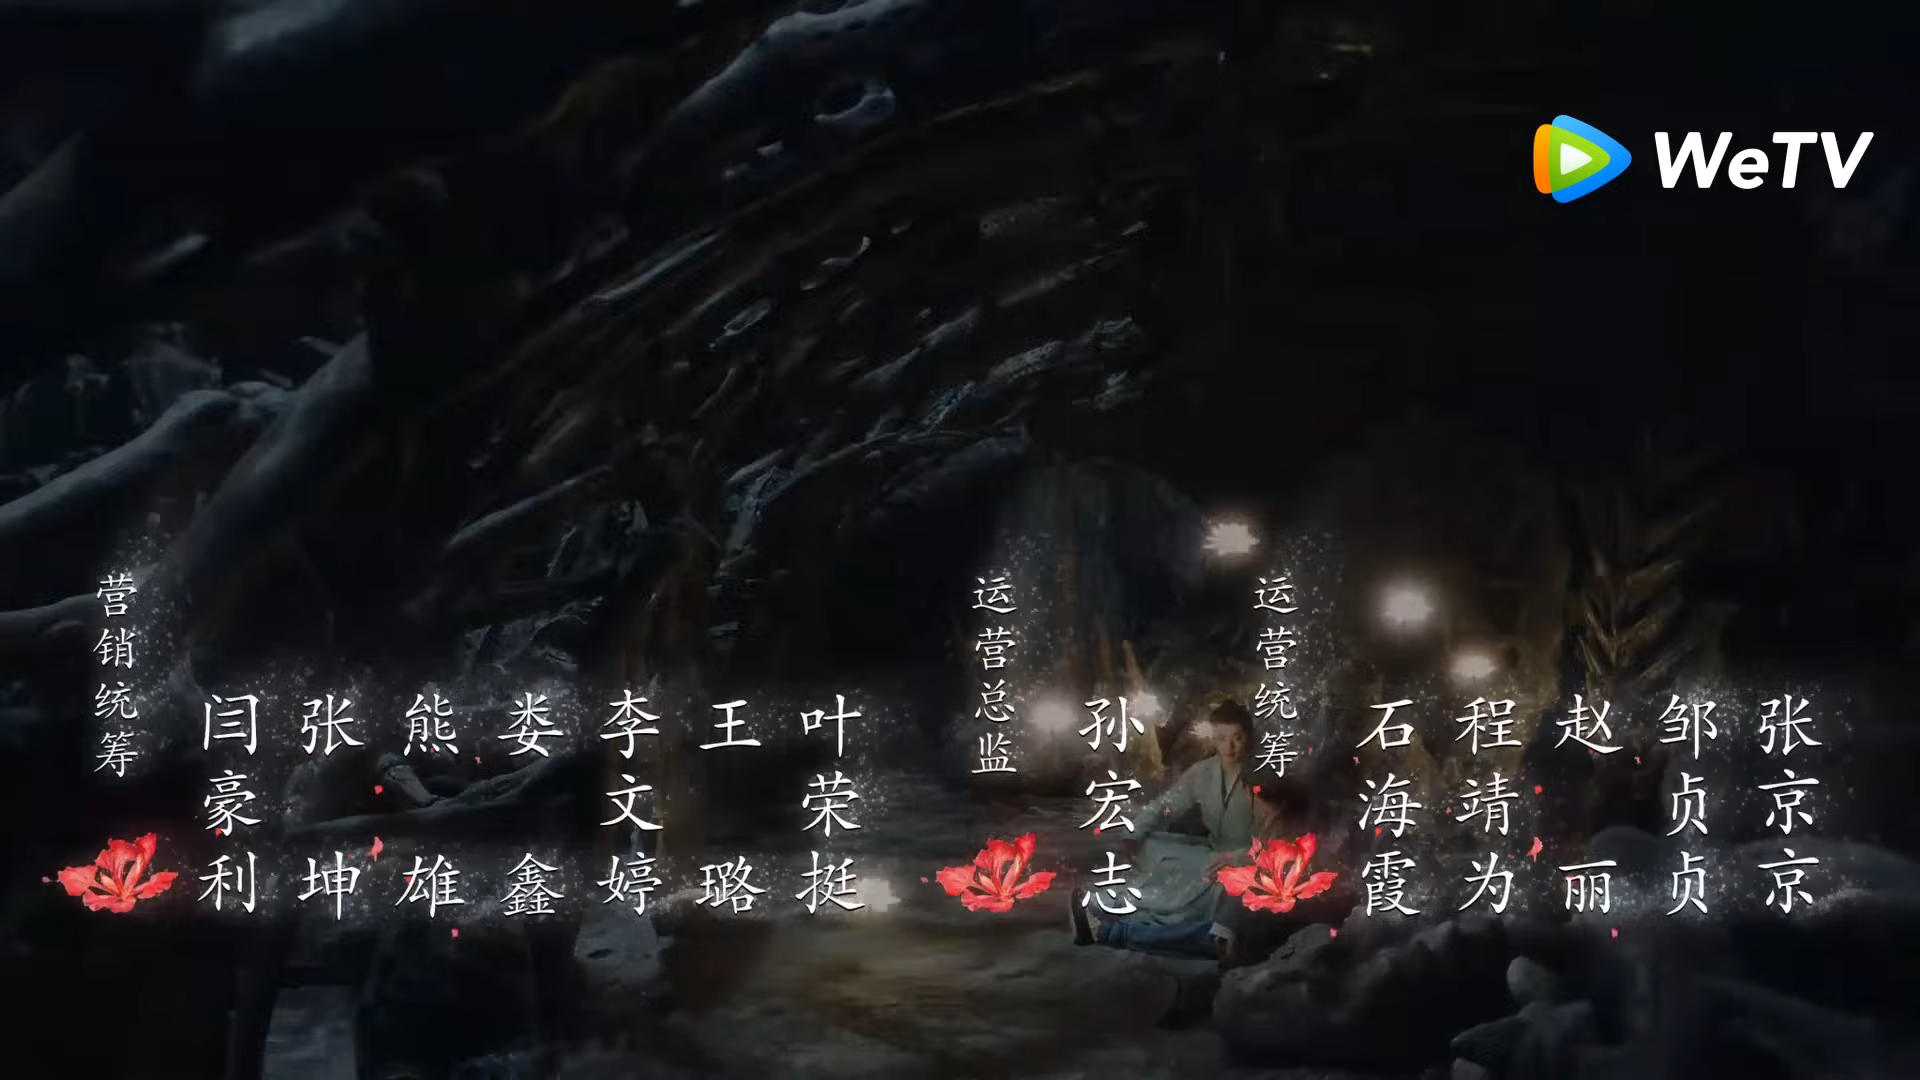 WeTV
营销统筹
闫豪利
张坤
熊雄
娄鑫
李文婷
王璐
叶荣挺
运营总监
孙宏志
运营统筹
石海霞
程靖为
赵丽
邹贞贞
张京京